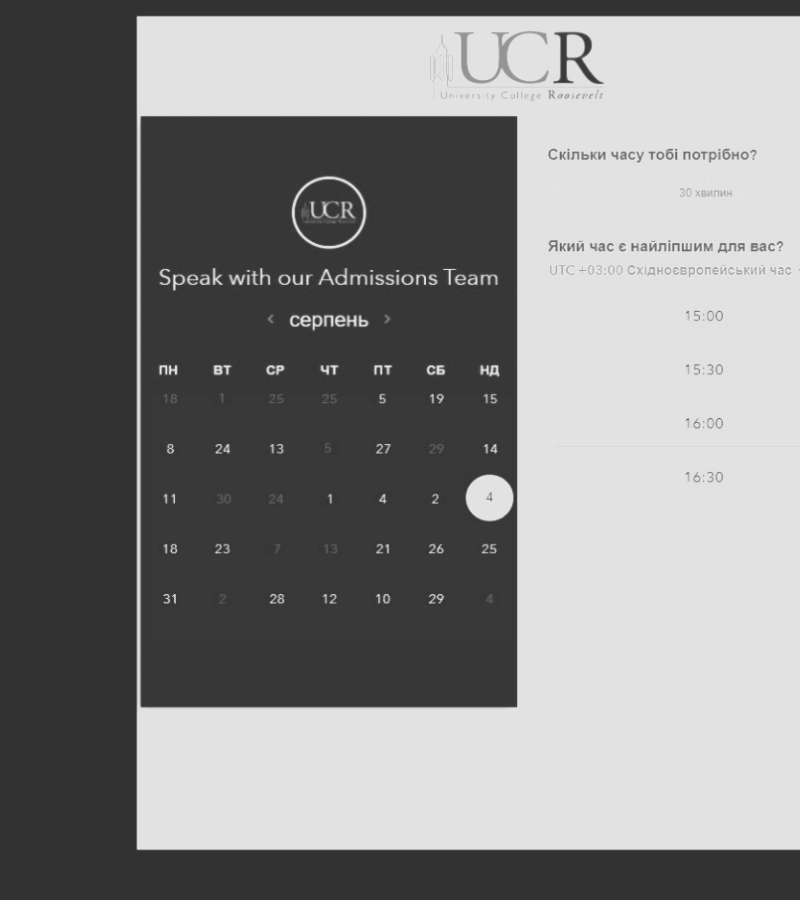 UCR
University College Roosevelt
UCR
Speak with our Admissions Team
серпень
ПН ВТ СР ЧТ ПТ СБ НД
18 1 25 25 5 19 15
8 24 13 5 27 29 14
11 30 24 1 4 2 4
18 23 7 13 21 26 25
31 2 28 12 10 29 4
Скільки часу тобі потрібно?
30 хвилин
Який час є найліпшим для вас?
UTC +03:00 Східноєвропейський час
15:00
15:30
16:00
16:30